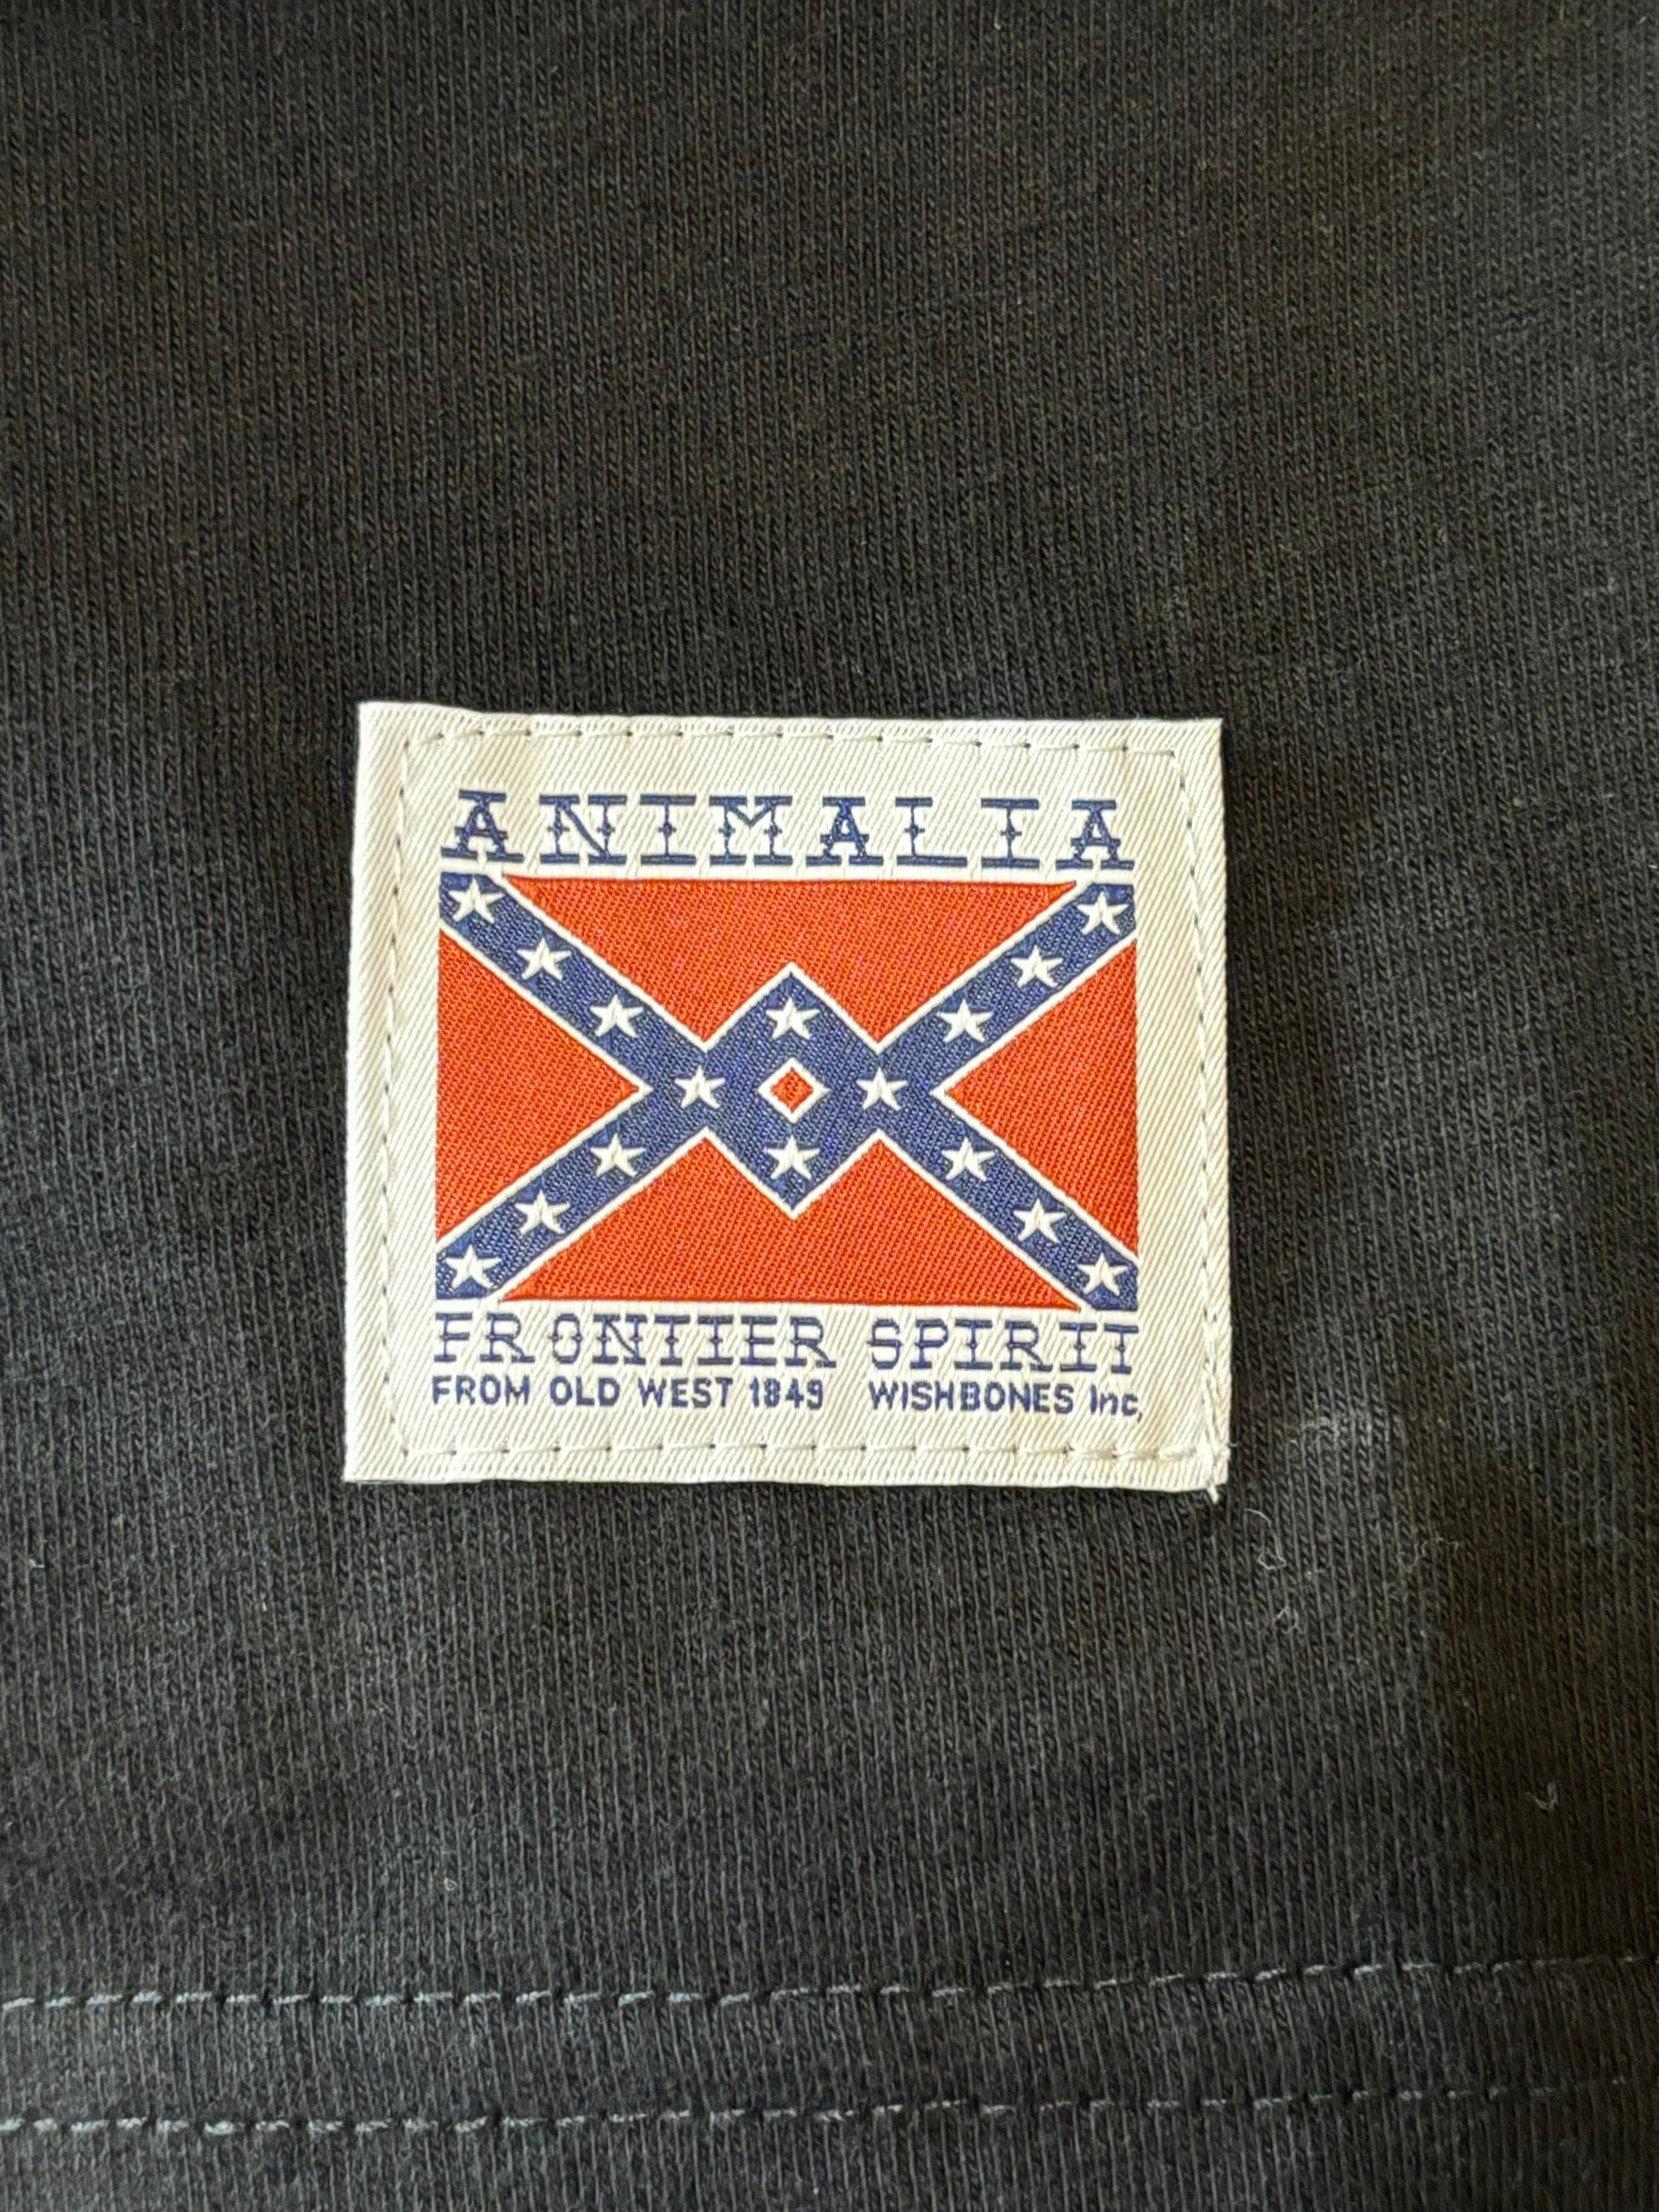 ANIMALIA
FRONTIER SPIRIT
FROM OLD WEST 1849 WISHBONES Inc,